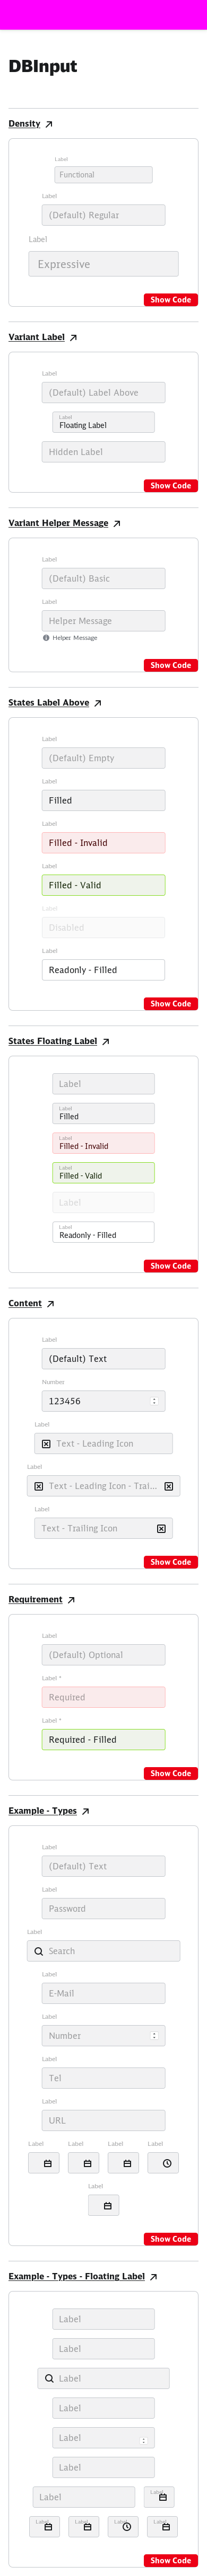 DBInput
Density
Label
Functional
Label
(Default) Regular
Label
Expressive
Show Code
Variant Label
Label
(Default) Label Above
Label
Floating Label
Hidden Label
Show Code
Variant Helper Message
Label
(Default) Basic
Label
Helper Message
Helper Message
Show Code
States Label Above
Label
(Default) Empty
Label
Filled
Label
Filled - Invalid
Label
Filled - Valid
Label
Disabled
Label
Readonly - Filled
Show Code
States Floating Label
Label
Label
Filled
Label
Filled - Invalid
Label
Filled - Valid
Label
Label
Readonly - Filled
Show Code
Content
Label
(Default) Text
Number
123456
Label
Text - Leading Icon
Label
Text - Leading Icon - Trai...
Label
Text - Trailing Icon
Show Code
Requirement
Label
(Default) Optional
Label *
Required
Label *
Required - Filled
Show Code
Example - Types
Label
(Default) Text
Label
Password
Label
Search
Label
E-Mail
Label
Number
Label
Tel
Label
URL
Label Label Label Label
Label
Show Code
Example - Types - Floating Label
Label
Label
Label
Label
Label
Label
Label Label
Label Label Label Label
Show Code